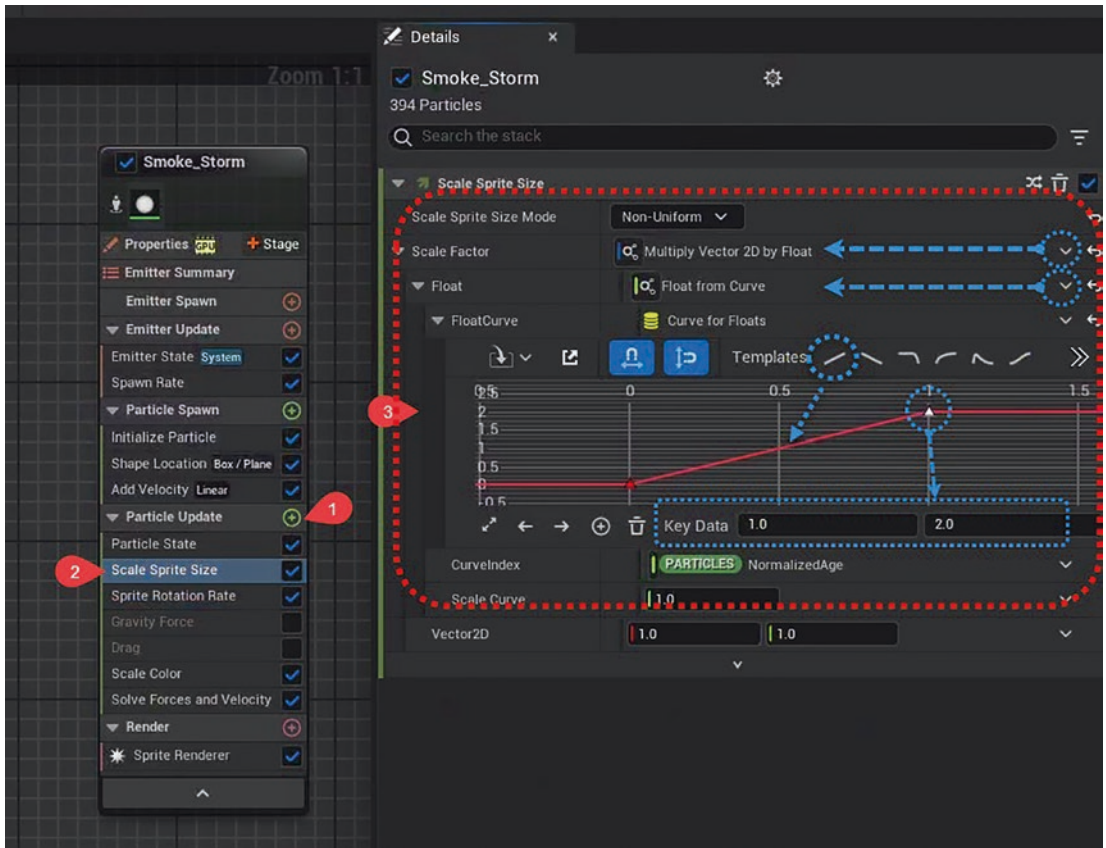 Zoom 1:1
Smoke_Storm
Properties GPU + Stage
Emitter Summary
Emitter Spawn
Emitter Update
Emitter State System
Spawn Rate
Particle Spawn
Initialize Particle
Shape Location Box / Plane
Add Velocity Linear
Particle Update
1
Particle State
2
Scale Sprite Size
Sprite Rotation Rate
Gravity Force
Drag
Scale Color
Solve Forces and Velocity
Render
Sprite Renderer
Details ×
Smoke_Storm
394 Particles
Search the stack
Scale Sprite Size
Scale Sprite Size Mode Non-Uniform
Scale Factor Multiply Vector 2D by Float
Float Float from Curve
FloatCurve Curve for Floats
Templates
0 0.5 1 1.5
3
2
1.5
1
0.5
0
Key Data 1.0 2.0
CurveIndex PARTICLES NormalizedAge
Scale Curve 1.0
Vector2D 1.0 1.0